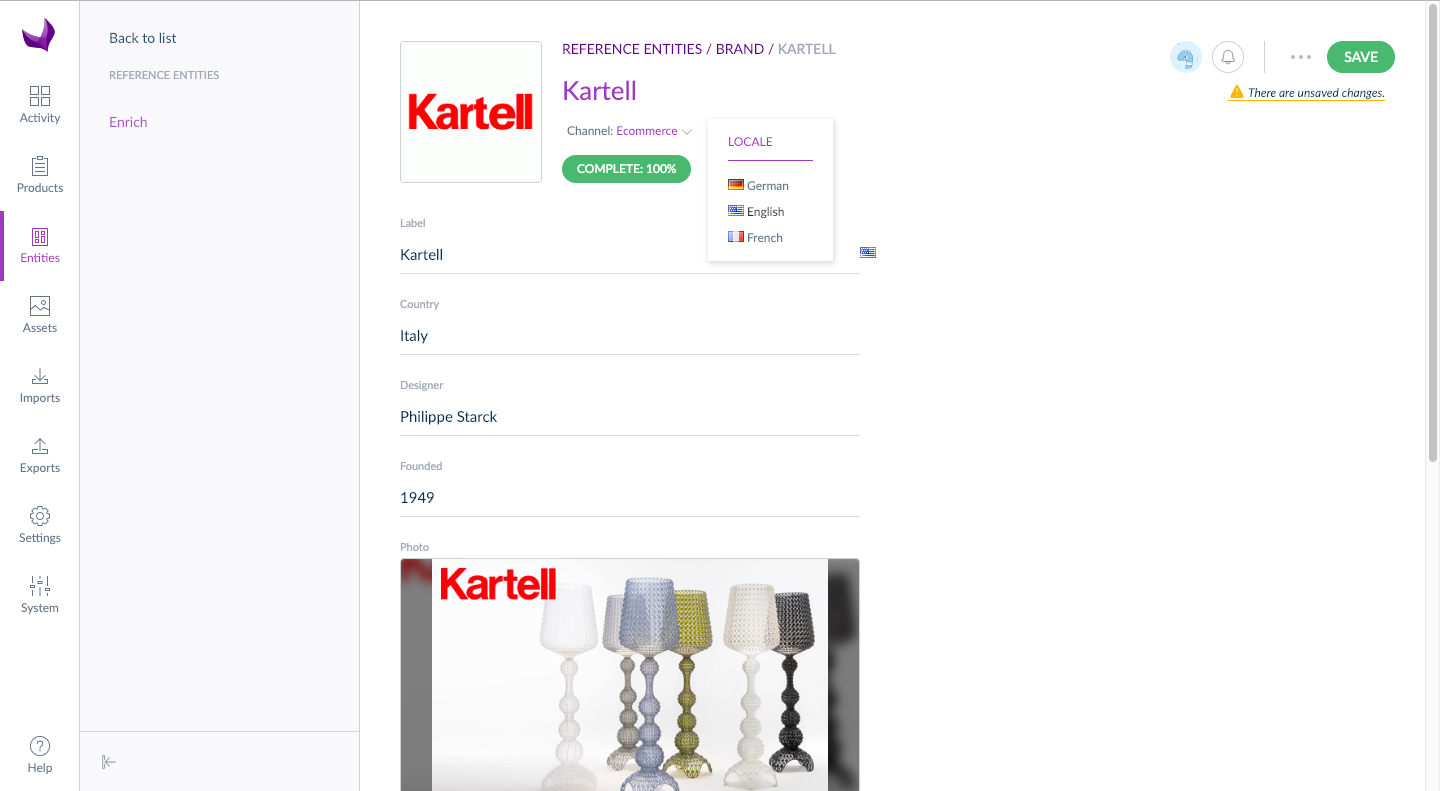 Back to list
REFERENCE ENTITIES
Enrich
Activity
Products
Entities
Assets
Imports
Exports
Settings
System
Help
Kartell
REFERENCE ENTITIES / BRAND / KARTELL
Kartell
Channel: Ecommerce
COMPLETE: 100%
LOCALE
German
English
French
SAVE
There are unsaved changes.
Label
Kartell
Country
Italy
Designer
Philippe Starck
Founded
1949
Photo
Kartell